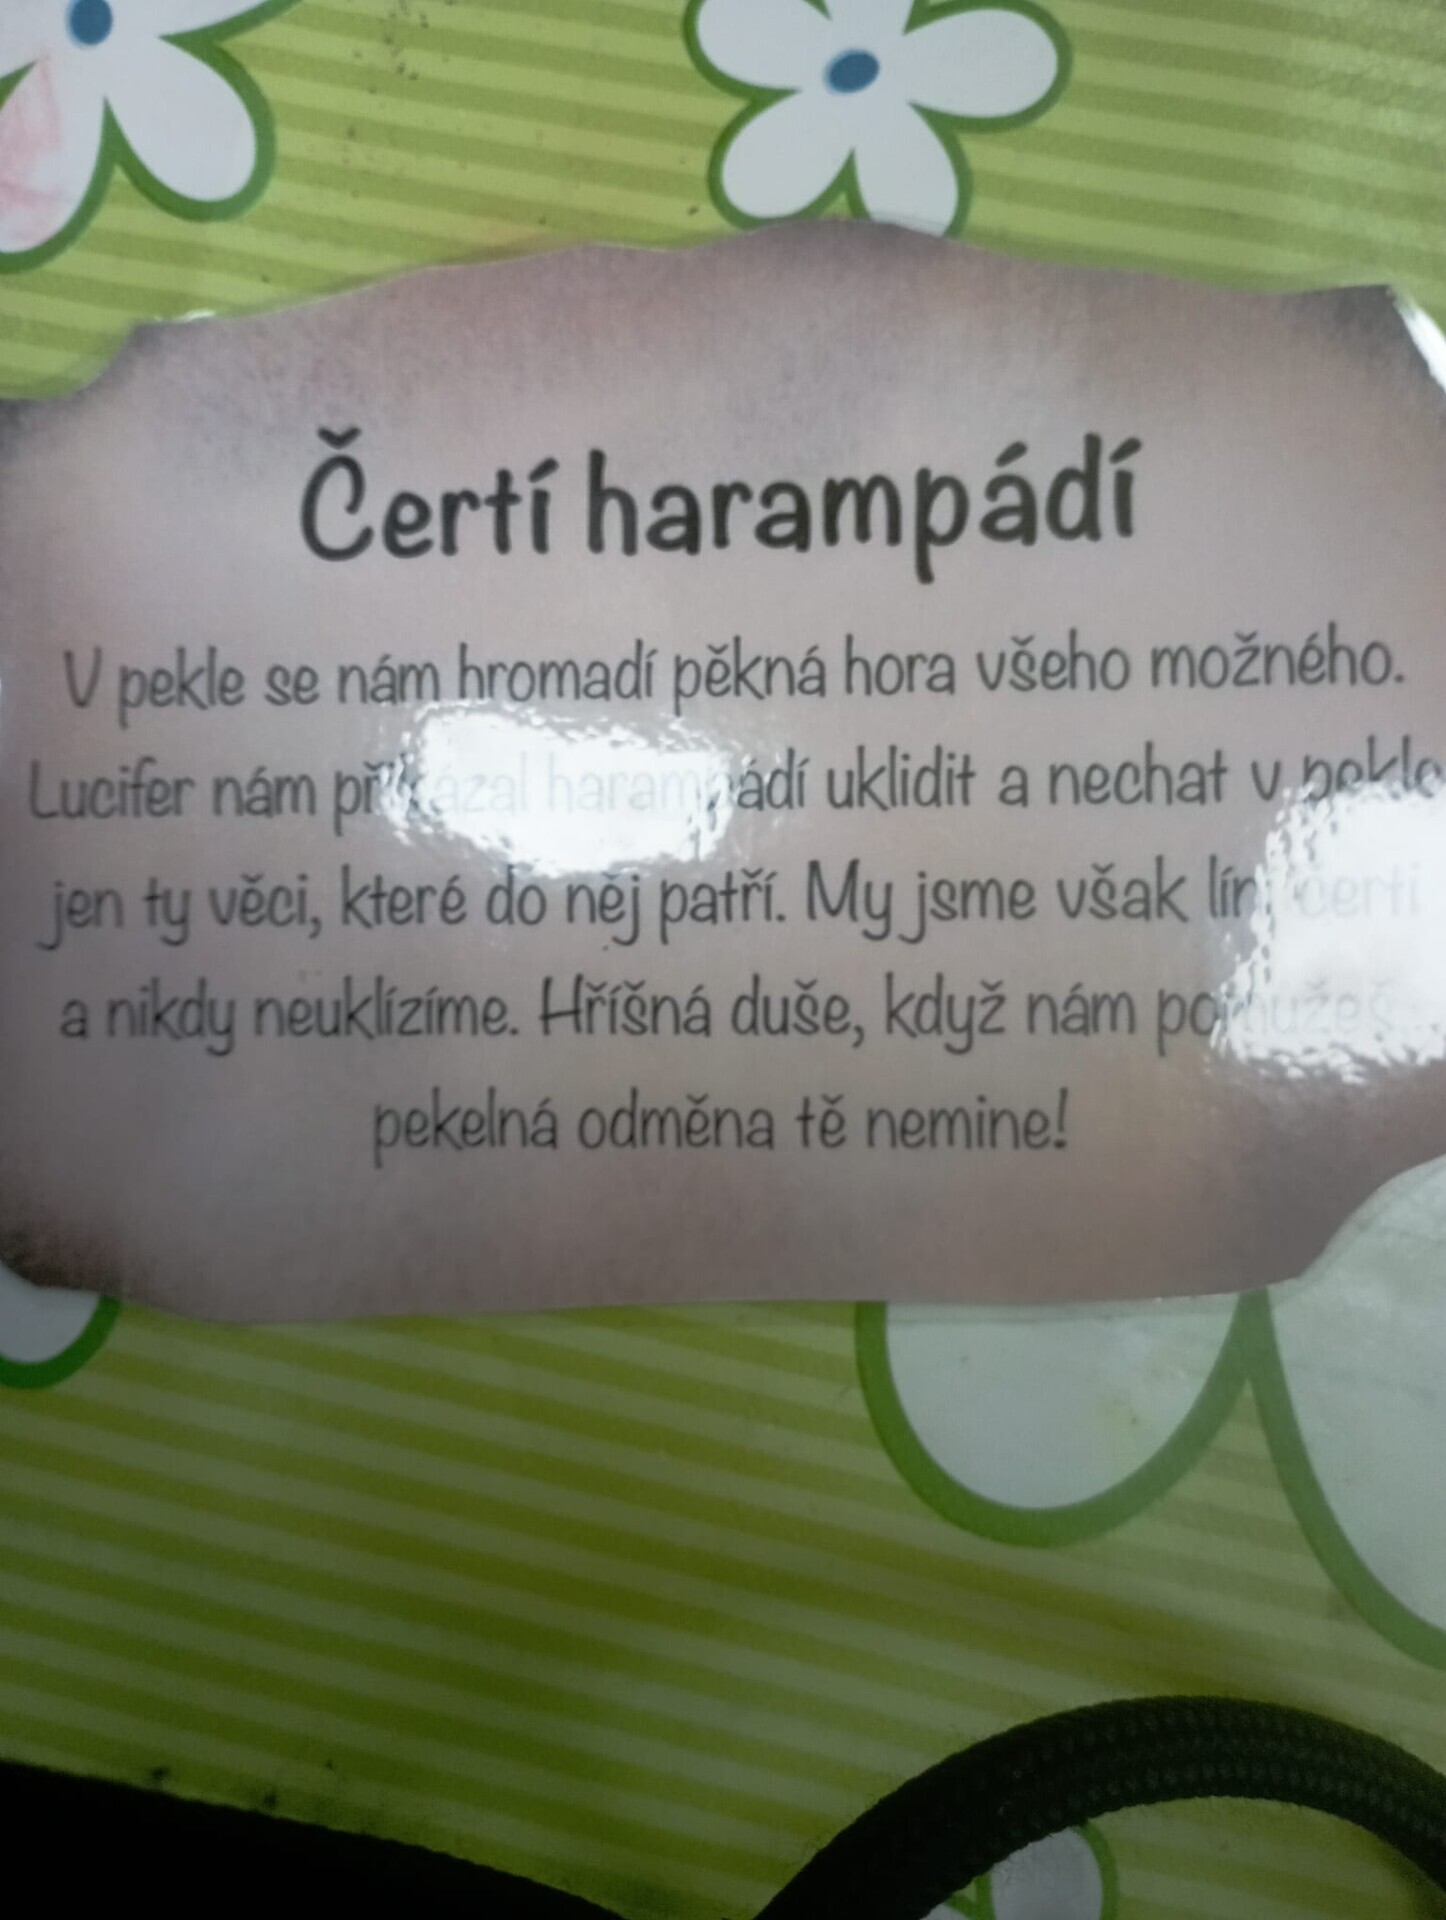 Čertí harampádí
V pekle se nám hromadí pěkná hora všeho možného.
Lucifer nám přikázal harampádí uklidit a nechat v pekle
jen ty věci, které do něj patří. My jsme však líní čerti
a nikdy neuklízíme. Hříšná duše, když nám pomůžeš...
pekelná odměna tě nemine!